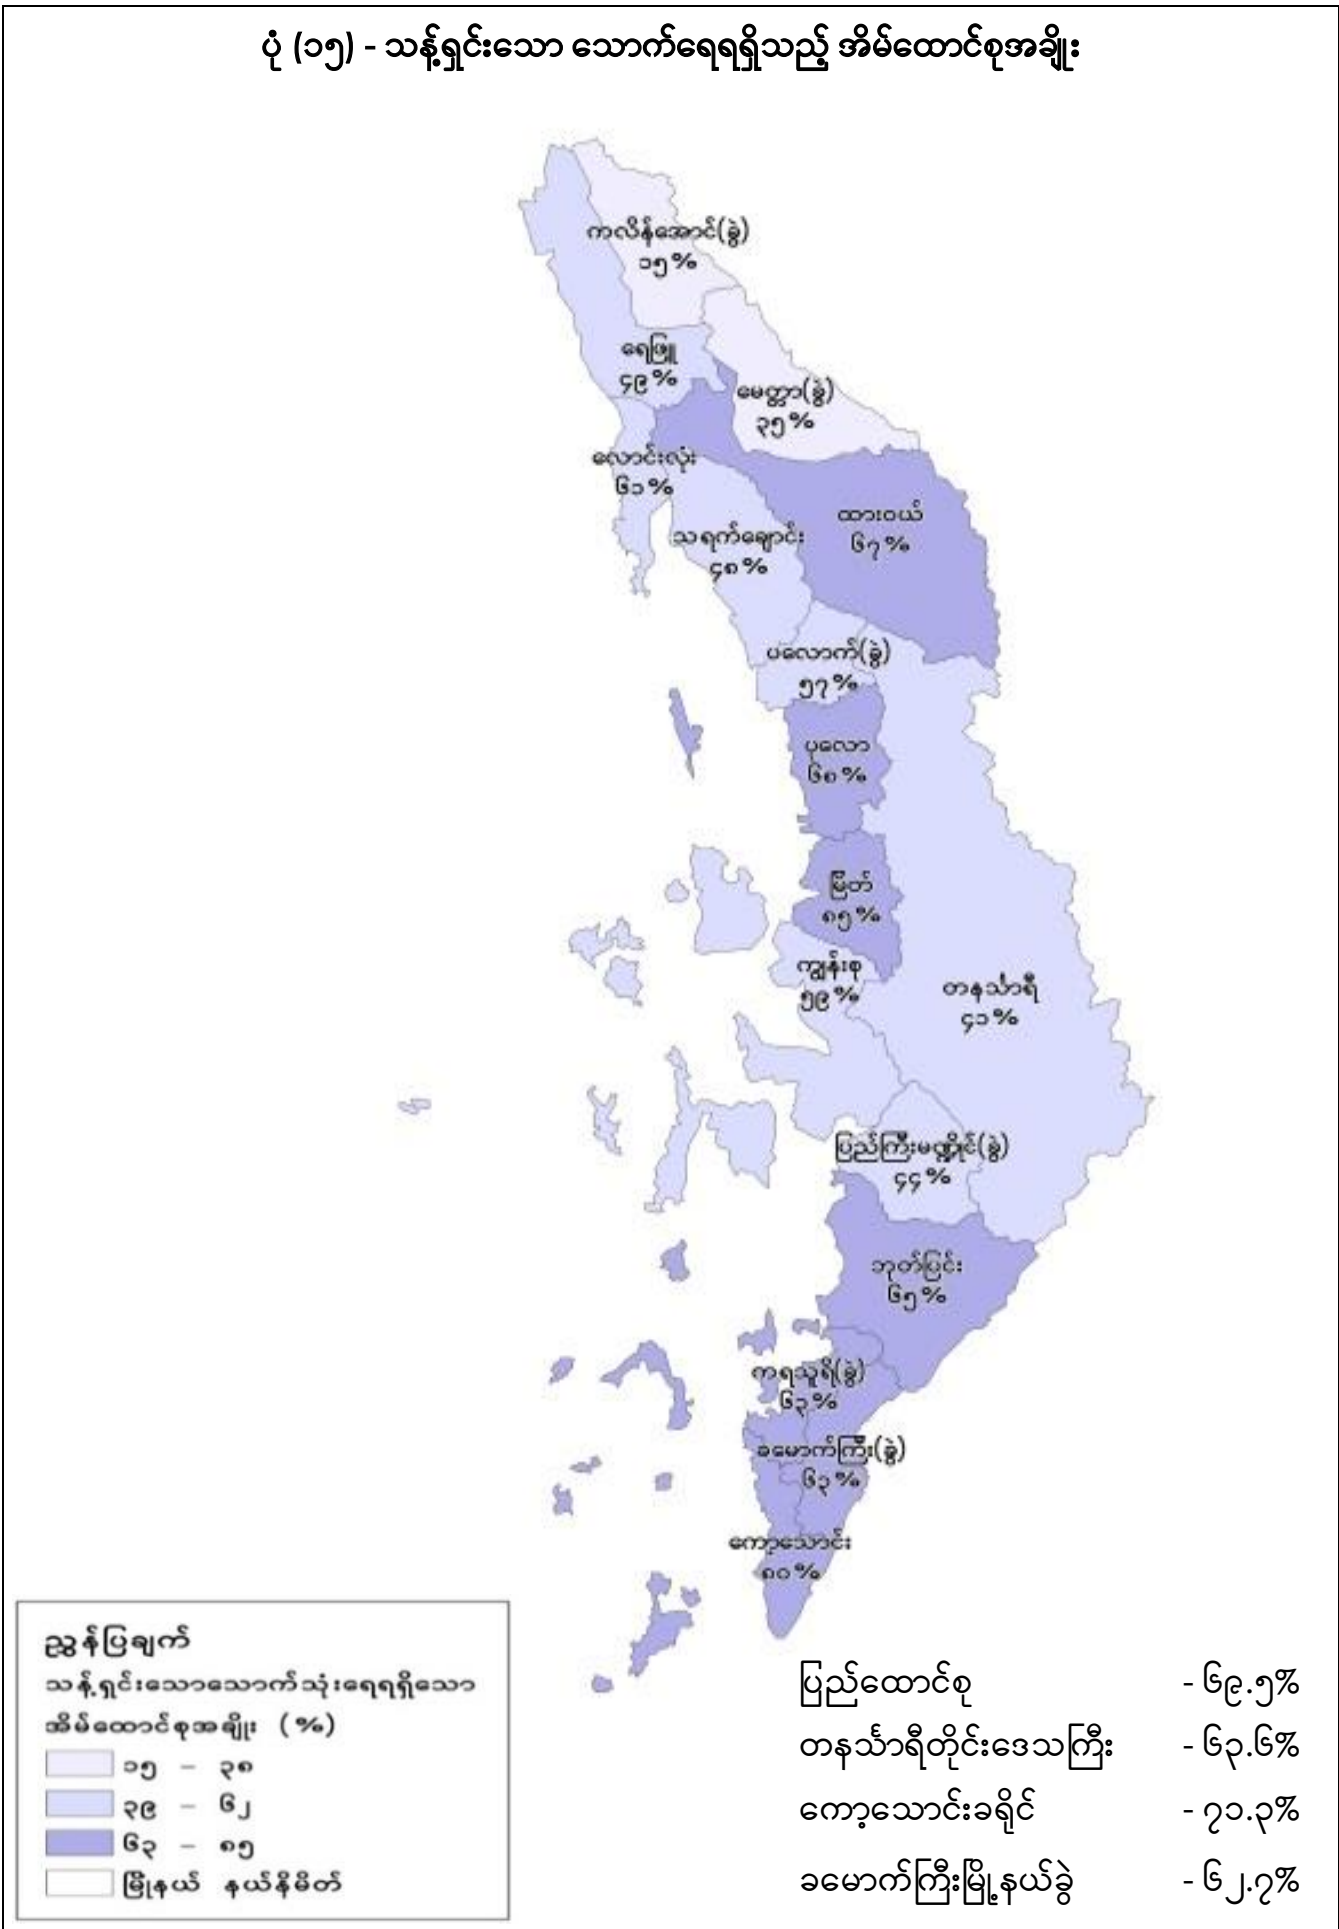 ပုံ (၁၅) - သန့်ရှင်းသော သောက်ရေရရှိသည့် အိမ်ထောင်စုအချိုး
ကလိန်အောင်(ခွဲ)
၁၅%
ရေဖြူ
၄၉%
မေတ္တာ(ခွဲ)
၃၅%
လောင်းလုံး
၆၁%
ထားဝယ်
၆၇%
သရက်ချောင်း
၄၈%
ပလောက်(ခွဲ)
၅၇%
ပုလော
၆၈%
မြိတ်
၈၅%
ကျွန်းစု
၅၉%
တနင်္သာရီ
၄၁%
ပြည်ကြီးမဏ္ဍိုင်(ခွဲ)
၄၄%
ဘုတ်ပြင်း
၆၅%
ကရသူရိ(ခွဲ)
၆၃%
ခမောက်ကြီး(ခွဲ)
၆၃%
ကော့သောင်း
၈၀%
ညွှန်ပြချက်
သန့်ရှင်းသောသောက်သုံးရေရရှိသော
အိမ်ထောင်စုအချိုး (%)
၁၅ – ၃၈
၃၉ – ၆၂
၆၃ – ၈၅
မြို့နယ် နယ်နိမိတ်
ပြည်ထောင်စု - ၆၉.၅%
တနင်္သာရီတိုင်းဒေသကြီး - ၆၃.၆%
ကော့သောင်းခရိုင် - ၇၁.၃%
ခမောက်ကြီးမြို့နယ်ခွဲ - ၆၂.၇%